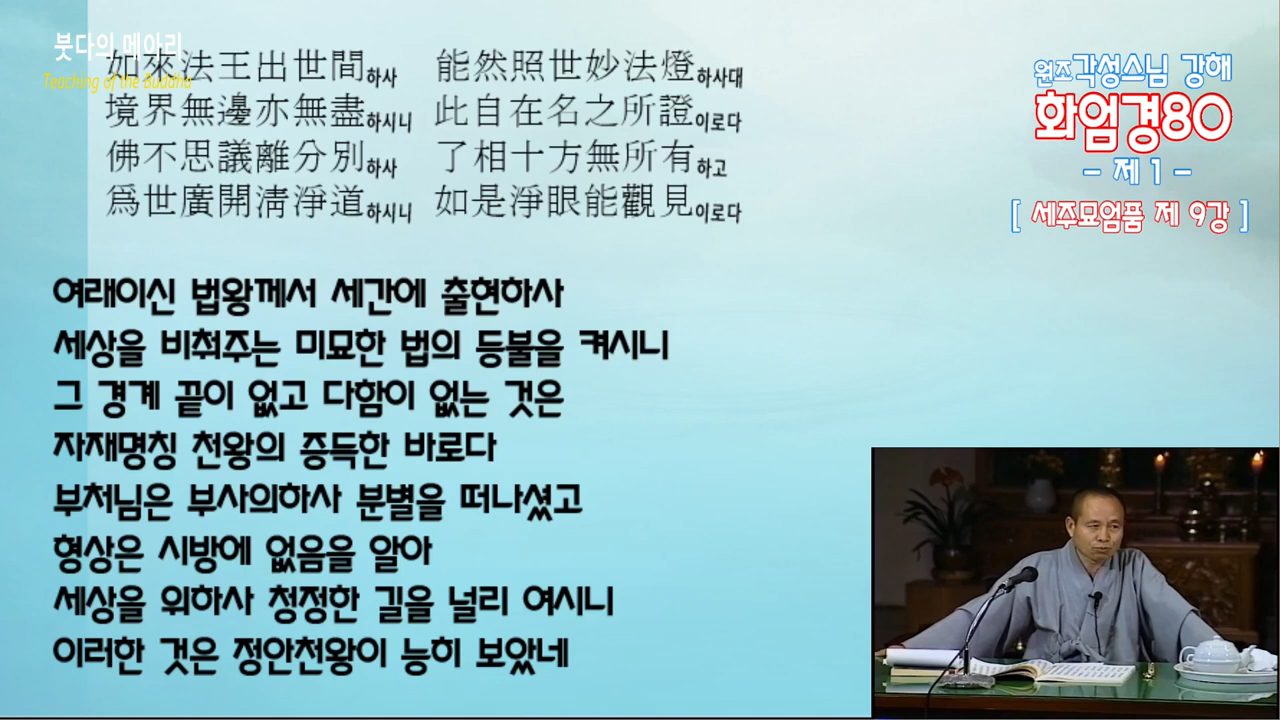 붓다의 메아리
Teaching of the Buddha
如來法王出世間하사 能然照世妙法燈하사대
境界無邊亦無盡하시니 此自在名之所證이로다
佛不思議離分別하사 了相十方無所有하고
爲世廣開淸淨道하시니 如是淨眼能觀見이로다
여래이신 법왕께서 세간에 출현하사
세상을 비춰주는 미묘한 법의 등불을 켜시니
그 경계 끝이 없고 다함이 없는 것은
자재명칭 천왕의 증득한 바로다
부처님은 부사의하사 분별을 떠나셨고
형상은 시방에 없음을 알아
세상을 위하사 청정한 길을 널리 여시니
이러한 것은 정안천왕이 능히 보았네
원조각성스님 강해
화엄경80
- 제 1 -
[ 세주묘엄품 제 9강 ]